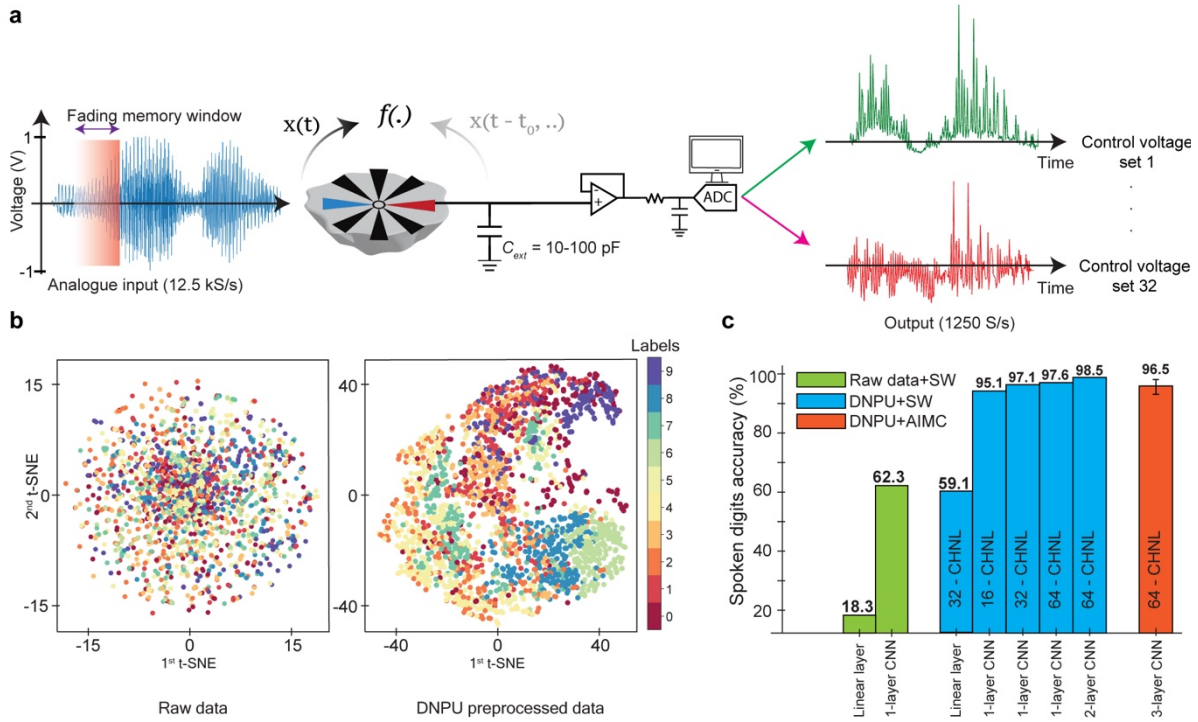 a
Fading memory window
Voltage (V)
1
0
-1
Analogue input (12.5 kS/s)
x(t)
f(.)
x(t - t0, ..)
Cext = 10-100 pF
-
+
ADC
Time
Control voltage
set 1
.
.
.
Time
Control voltage
set 32
Output (1250 S/s)
b
2nd t-SNE
15
0
-15
-15 0 15
1st t-SNE
Raw data
40
0
-40
-40 0 40
1st t-SNE
DNPU preprocessed data
Labels
9
8
7
6
5
4
3
2
1
0
c
Spoken digits accuracy (%)
100
80
60
40
20
Raw data+SW
DNPU+SW
DNPU+AIMC
18.3
62.3
59.1
95.1
97.1
97.6
98.5
96.5
32 - CHNL
16 - CHNL
32 - CHNL
64 - CHNL
64 - CHNL
64 - CHNL
Linear layer
1-layer CNN
Linear layer
1-layer CNN
1-layer CNN
1-layer CNN
2-layer CNN
3-layer CNN